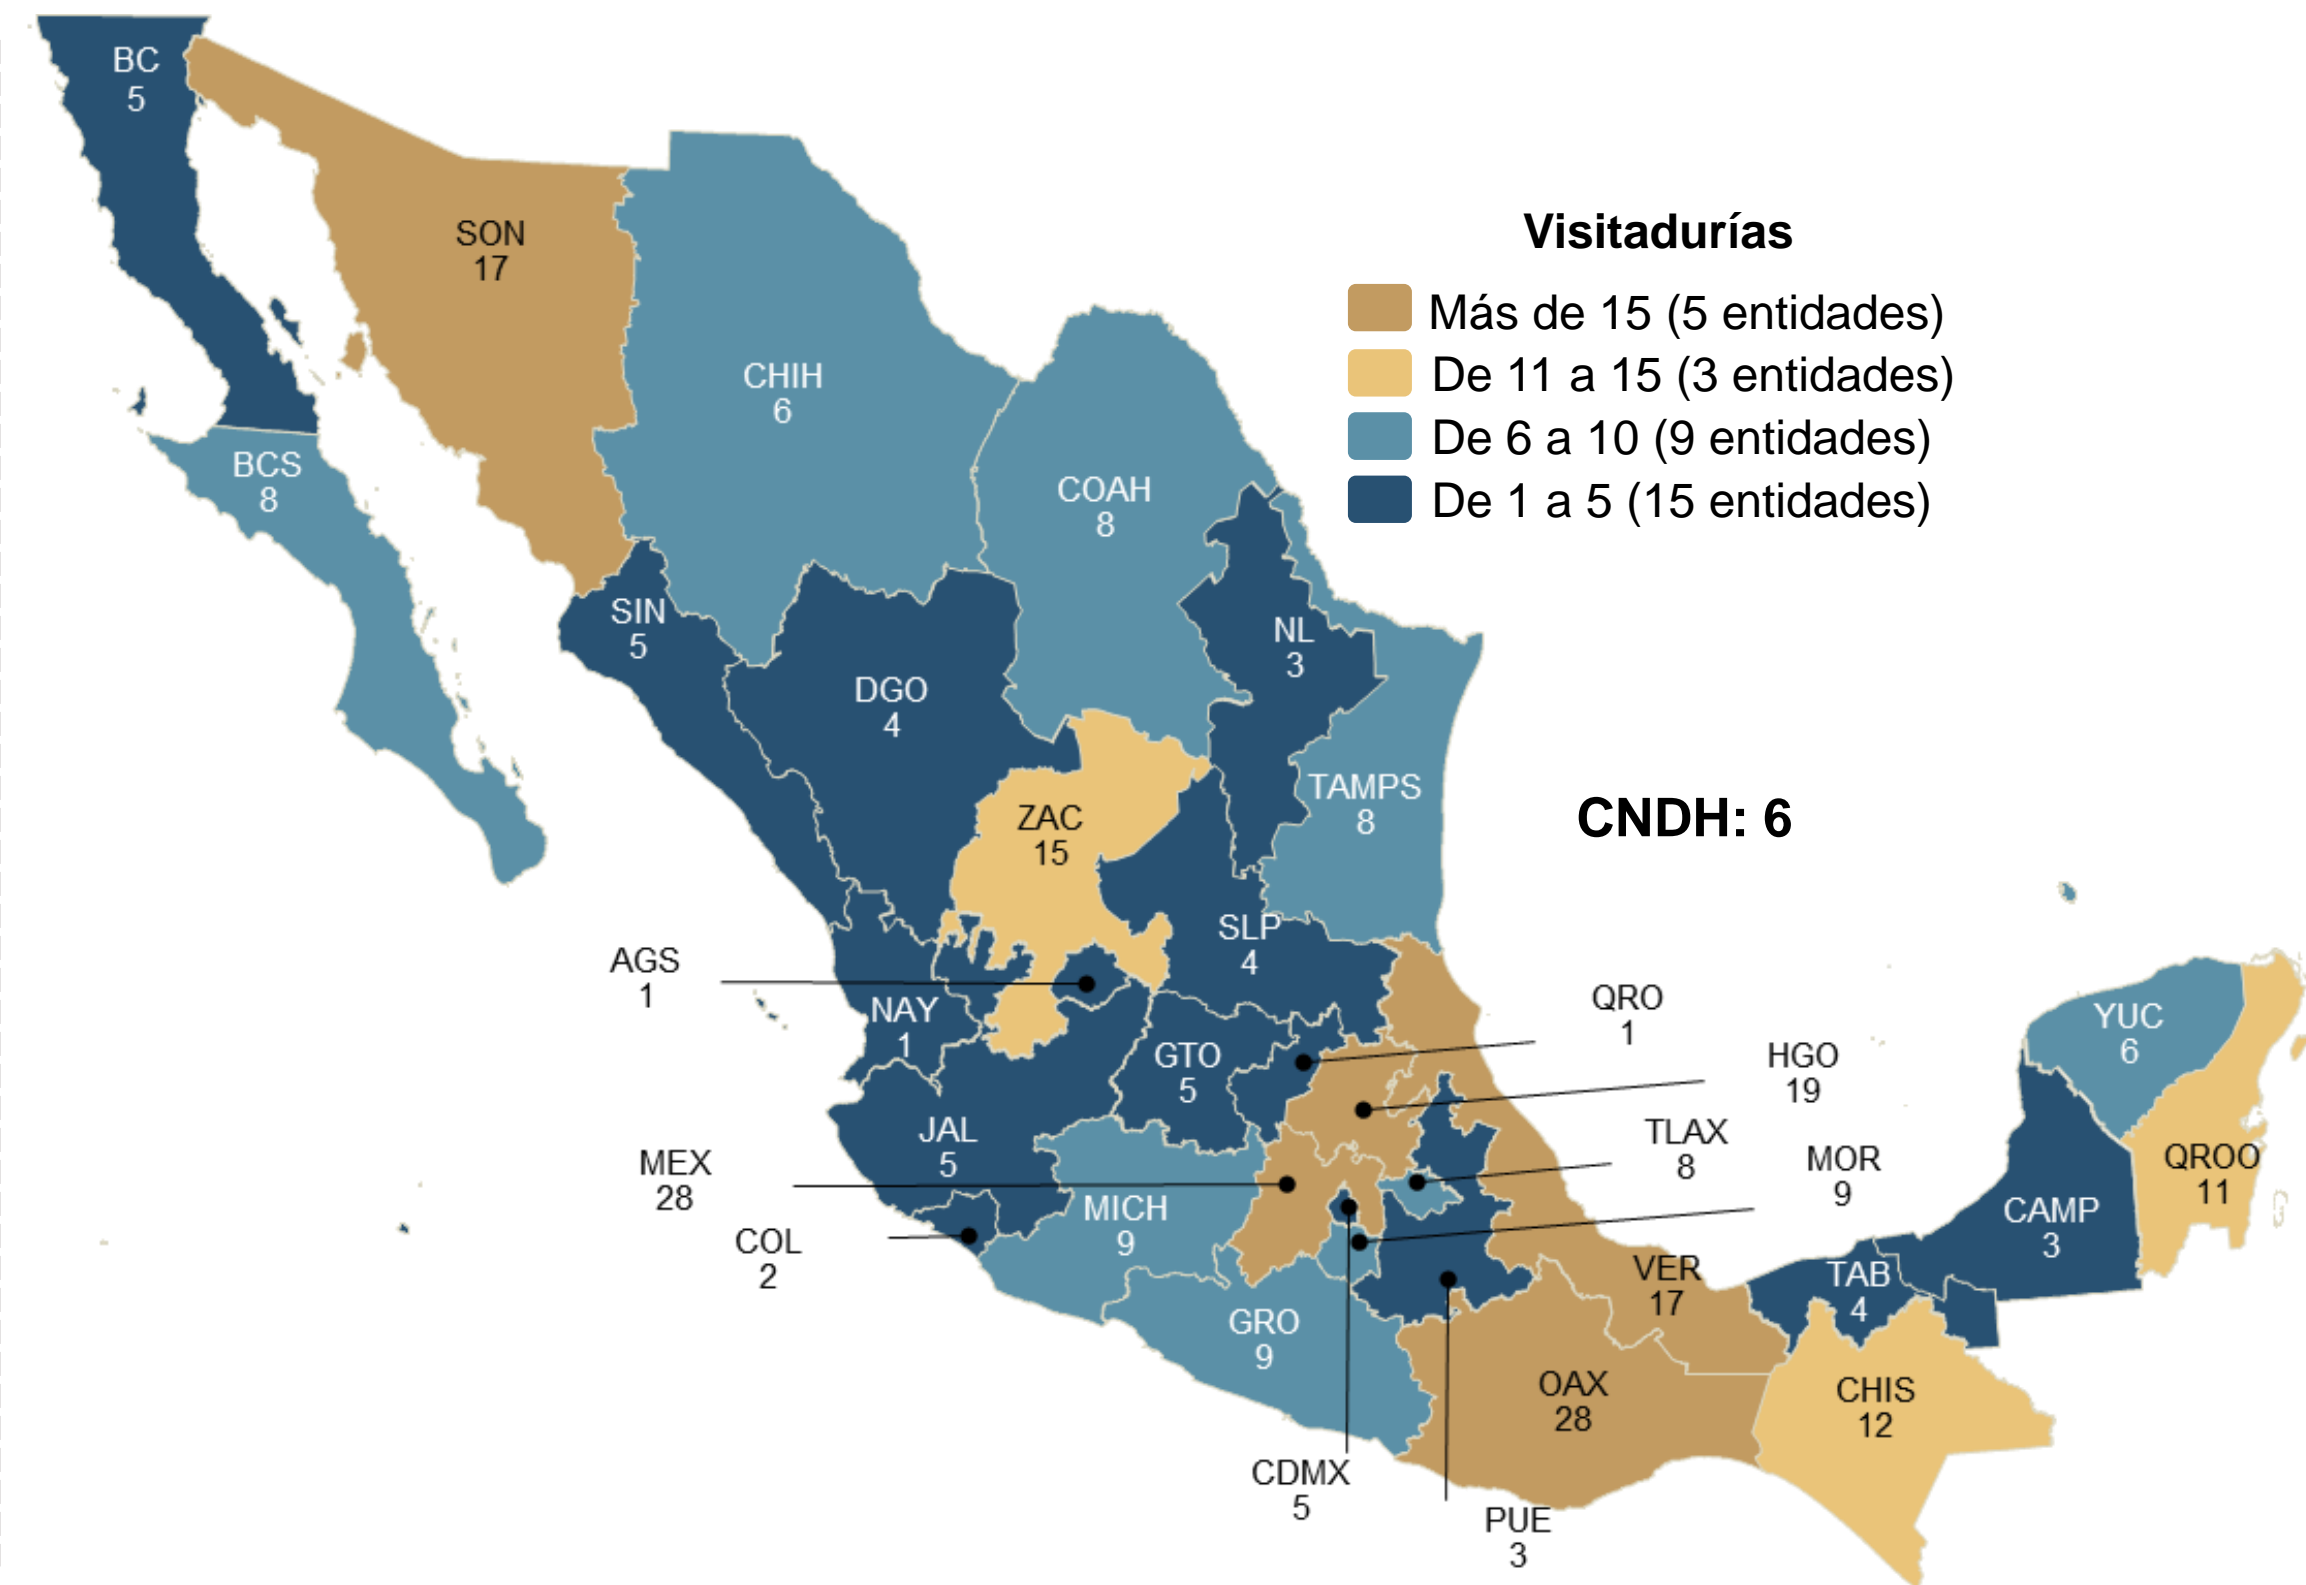 BC
5
SON
17
Visitadurías
Más de 15 (5 entidades)
De 11 a 15 (3 entidades)
De 6 a 10 (9 entidades)
De 1 a 5 (15 entidades)
CHIH
6
BCS
8
COAH
8
SIN
5
NL
3
DGO
4
TAMPS
8
ZAC
15
CNDH: 6
SLP
4
AGS
1
NAY
1
QRO
1
YUC
6
GTO
5
HGO
19
JAL
5
TLAX
8
MEX
28
MOR
9
QROO
11
MICH
9
CAMP
3
COL
2
VER
17
TAB
4
GRO
9
OAX
28
CHIS
12
CDMX
5
PUE
3